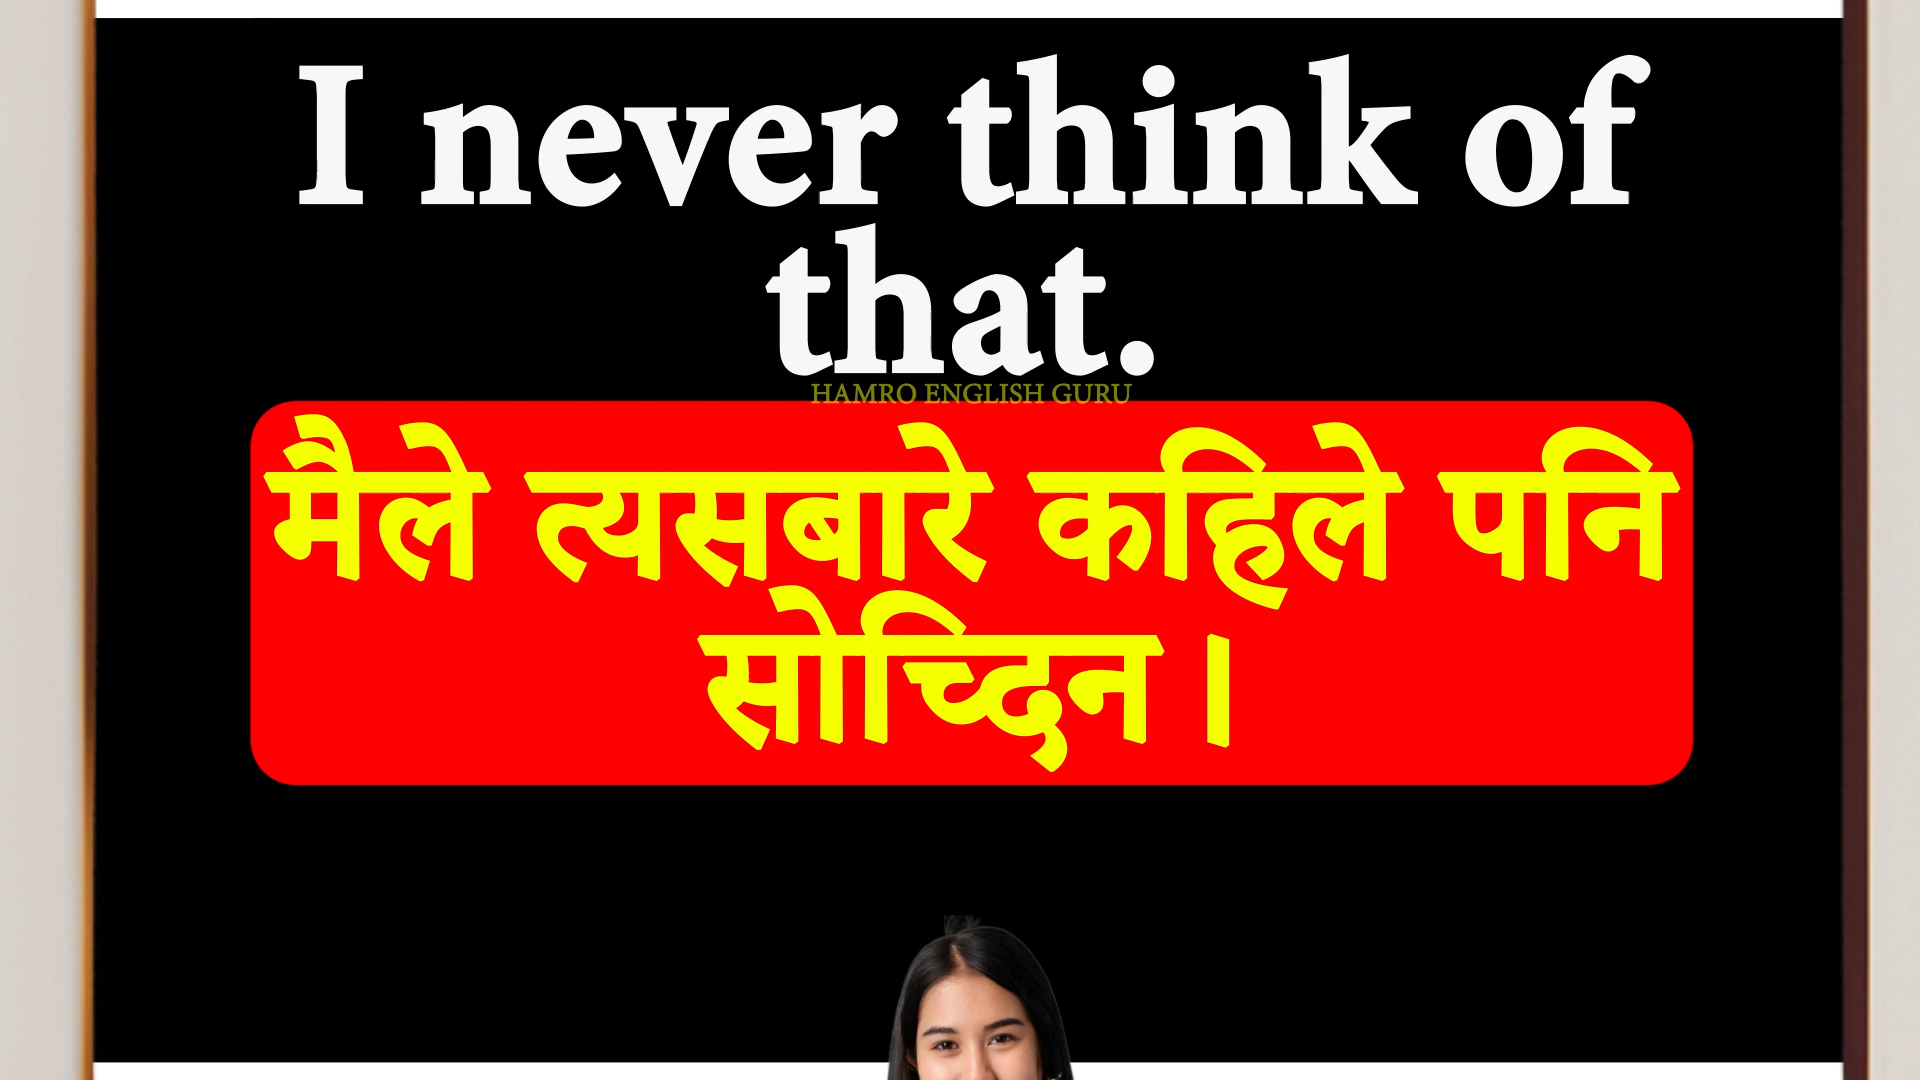 I never think of
that.
HAMRO ENGLISH GURU
मैले त्यसबारे कहिले पनि
सोच्दिन ।